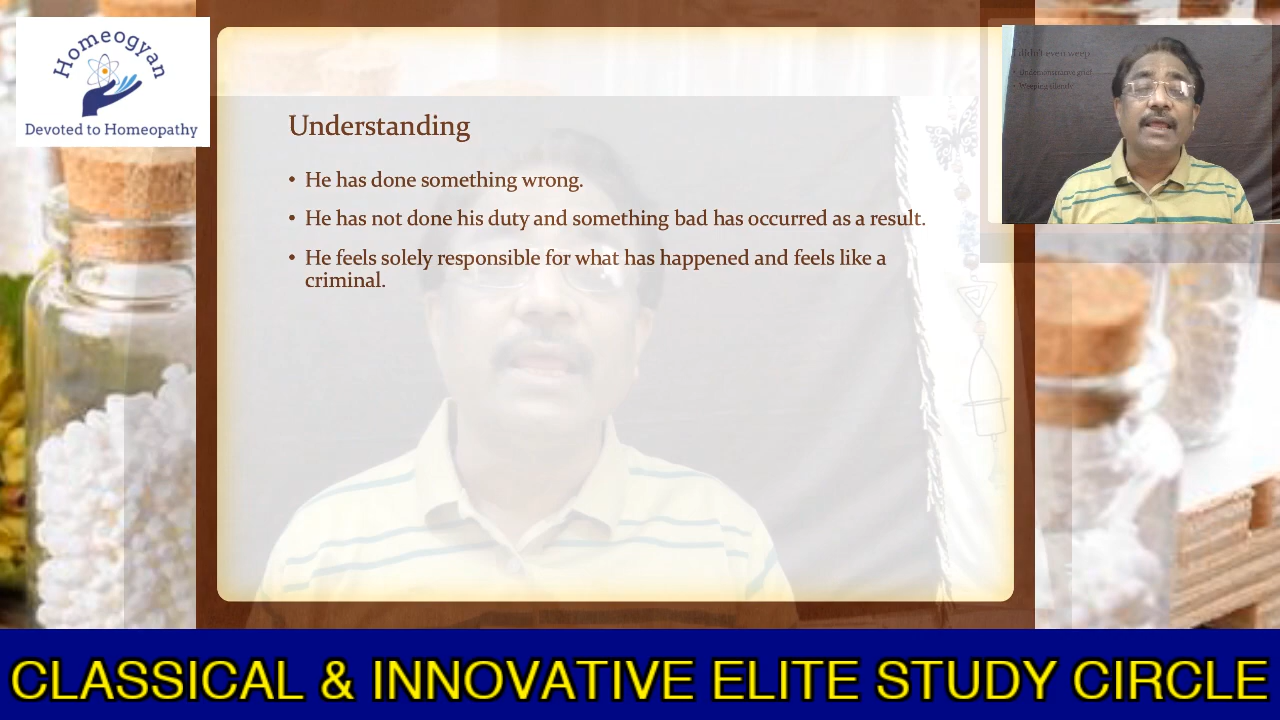 Homeogyan
Devoted to Homeopathy
Understanding
• He has done something wrong.
• He has not done his duty and something bad has occurred as a result.
• He feels solely responsible for what has happened and feels like a
criminal.
didn't even weep
Weeping silently
CLASSICAL & INNOVATIVE ELITE STUDY CIRCLE